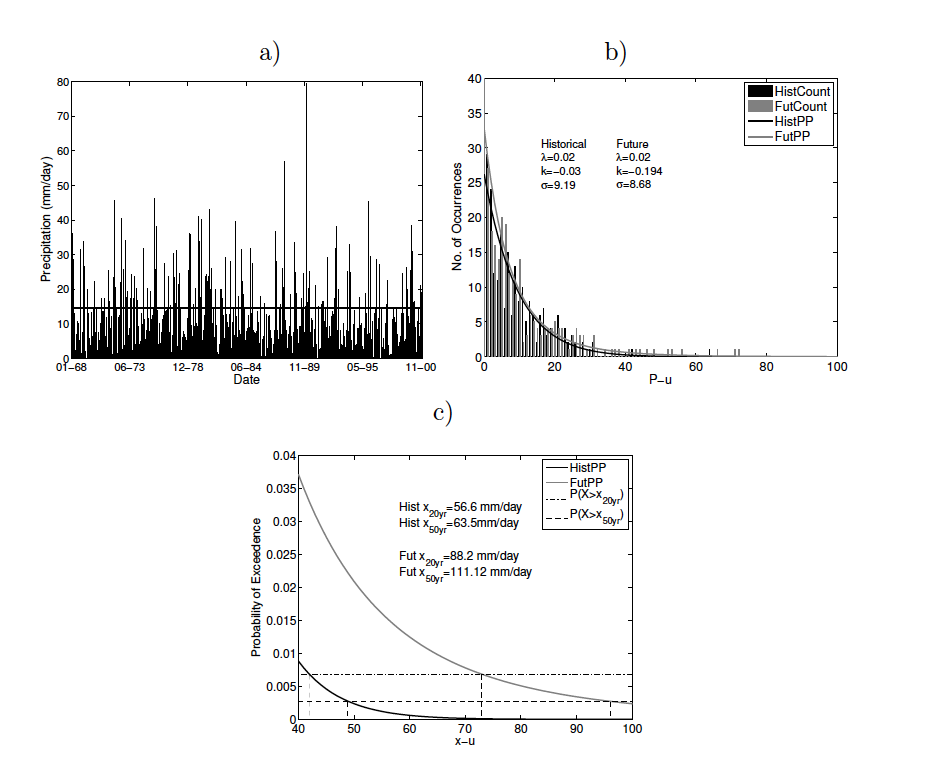 a)
80
70
60
50
40
30
20
10
0
Precipitation (mm/day)
01–68 06–73 12–78 06–84 11–89 05–95 11–00
Date
b)
40
35
30
25
20
15
10
5
0
No. of Occurrences
HistCount
FutCount
HistPP
FutPP
Historical Future
λ=0.02 λ=0.02
k=−0.03 k=−0.194
σ=9.19 σ=8.68
0 20 40 60 80 100
P−u
c)
0.04
0.035
0.03
0.025
0.02
0.015
0.01
0.005
0
Probability of Exceedence
HistPP
FutPP
P(X>x20yr)
P(X>x50yr)
Hist x20yr=56.6 mm/day
Hist x50yr=63.5mm/day
Fut x20yr=88.2 mm/day
Fut x50yr=111.12 mm/day
40 50 60 70 80 90 100
x−u